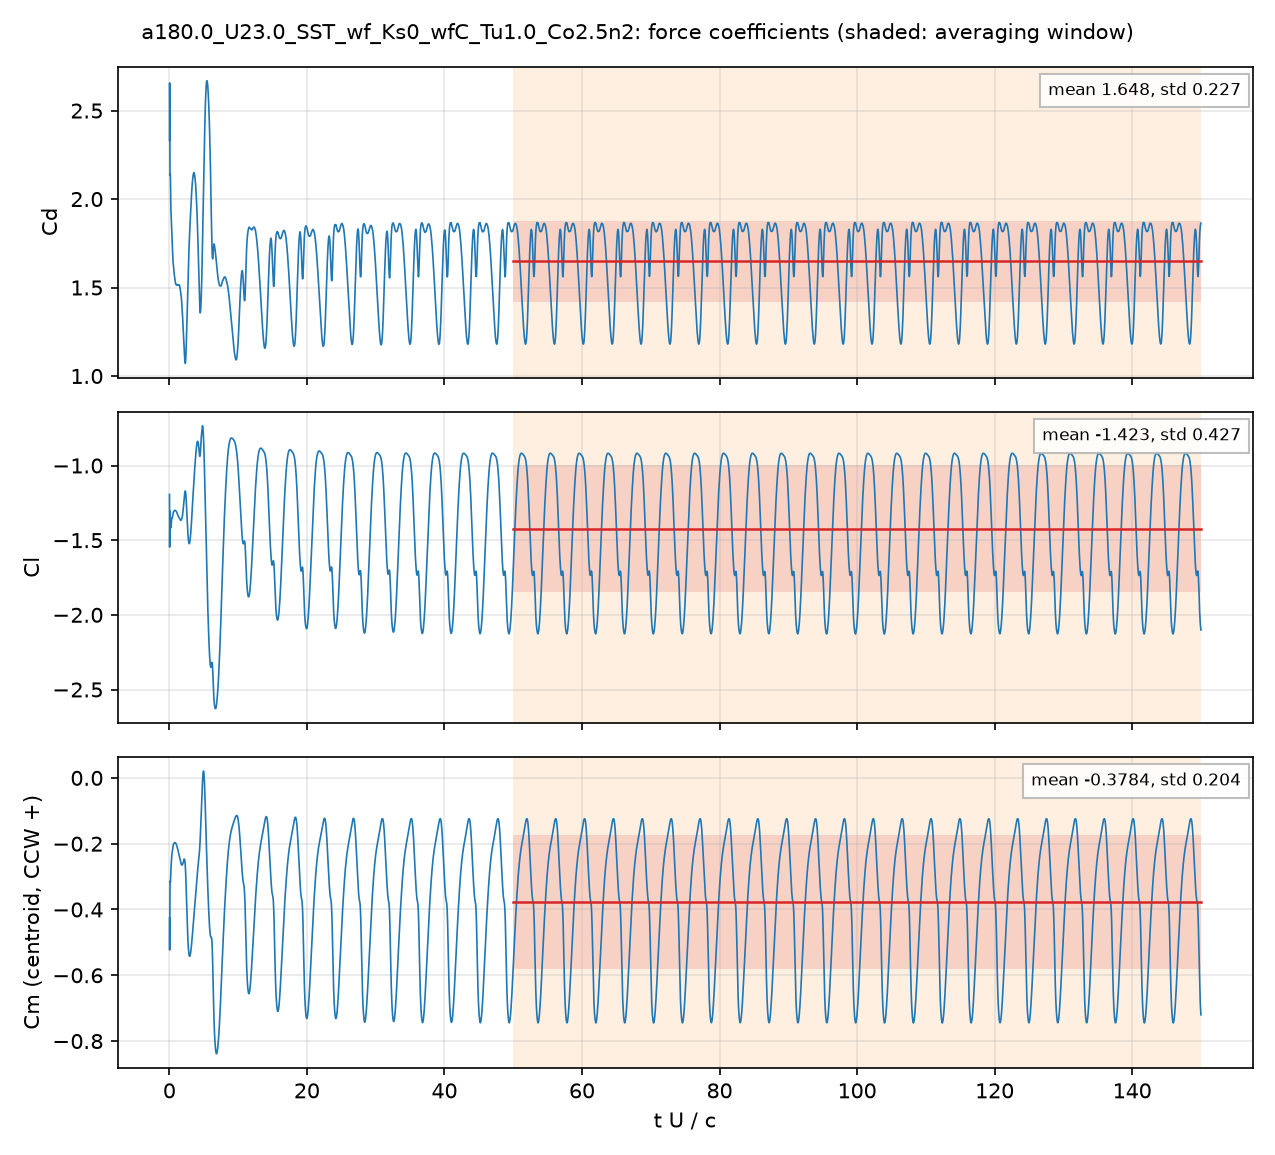 a180.0_U23.0_SST_wf_Ks0_wfC_Tu1.0_Co2.5n2: force coefficients (shaded: averaging window)
mean 1.648, std 0.227
Cd
2.5
2.0
1.5
1.0
mean -1.423, std 0.427
Cl
−1.0
−1.5
−2.0
−2.5
mean -0.3784, std 0.204
Cm (centroid, CCW +)
0.0
−0.2
−0.4
−0.6
−0.8
0 20 40 60 80 100 120 140
t U / c